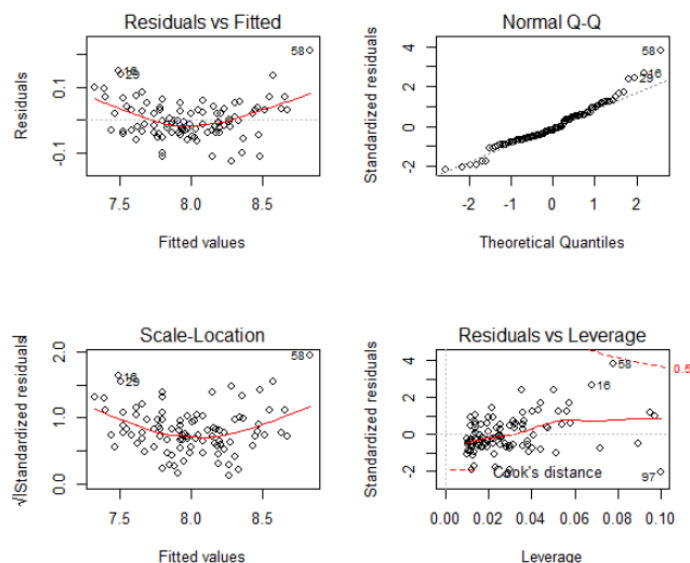 Residuals vs Fitted
Residuals
-0.1
0.1
58
16
29
7.5 8.0 8.5
Fitted values
Normal Q-Q
Standardized residuals
-2 0 2 4
58
16
29
-2 -1 0 1 2
Theoretical Quantiles
Scale-Location
√|Standardized residuals|
0.0 1.0 2.0
58
16
29
7.5 8.0 8.5
Fitted values
Residuals vs Leverage
Standardized residuals
-2 0 2 4
58
16
0.5
97
Cook's distance
0.00 0.02 0.04 0.06 0.08 0.10
Leverage